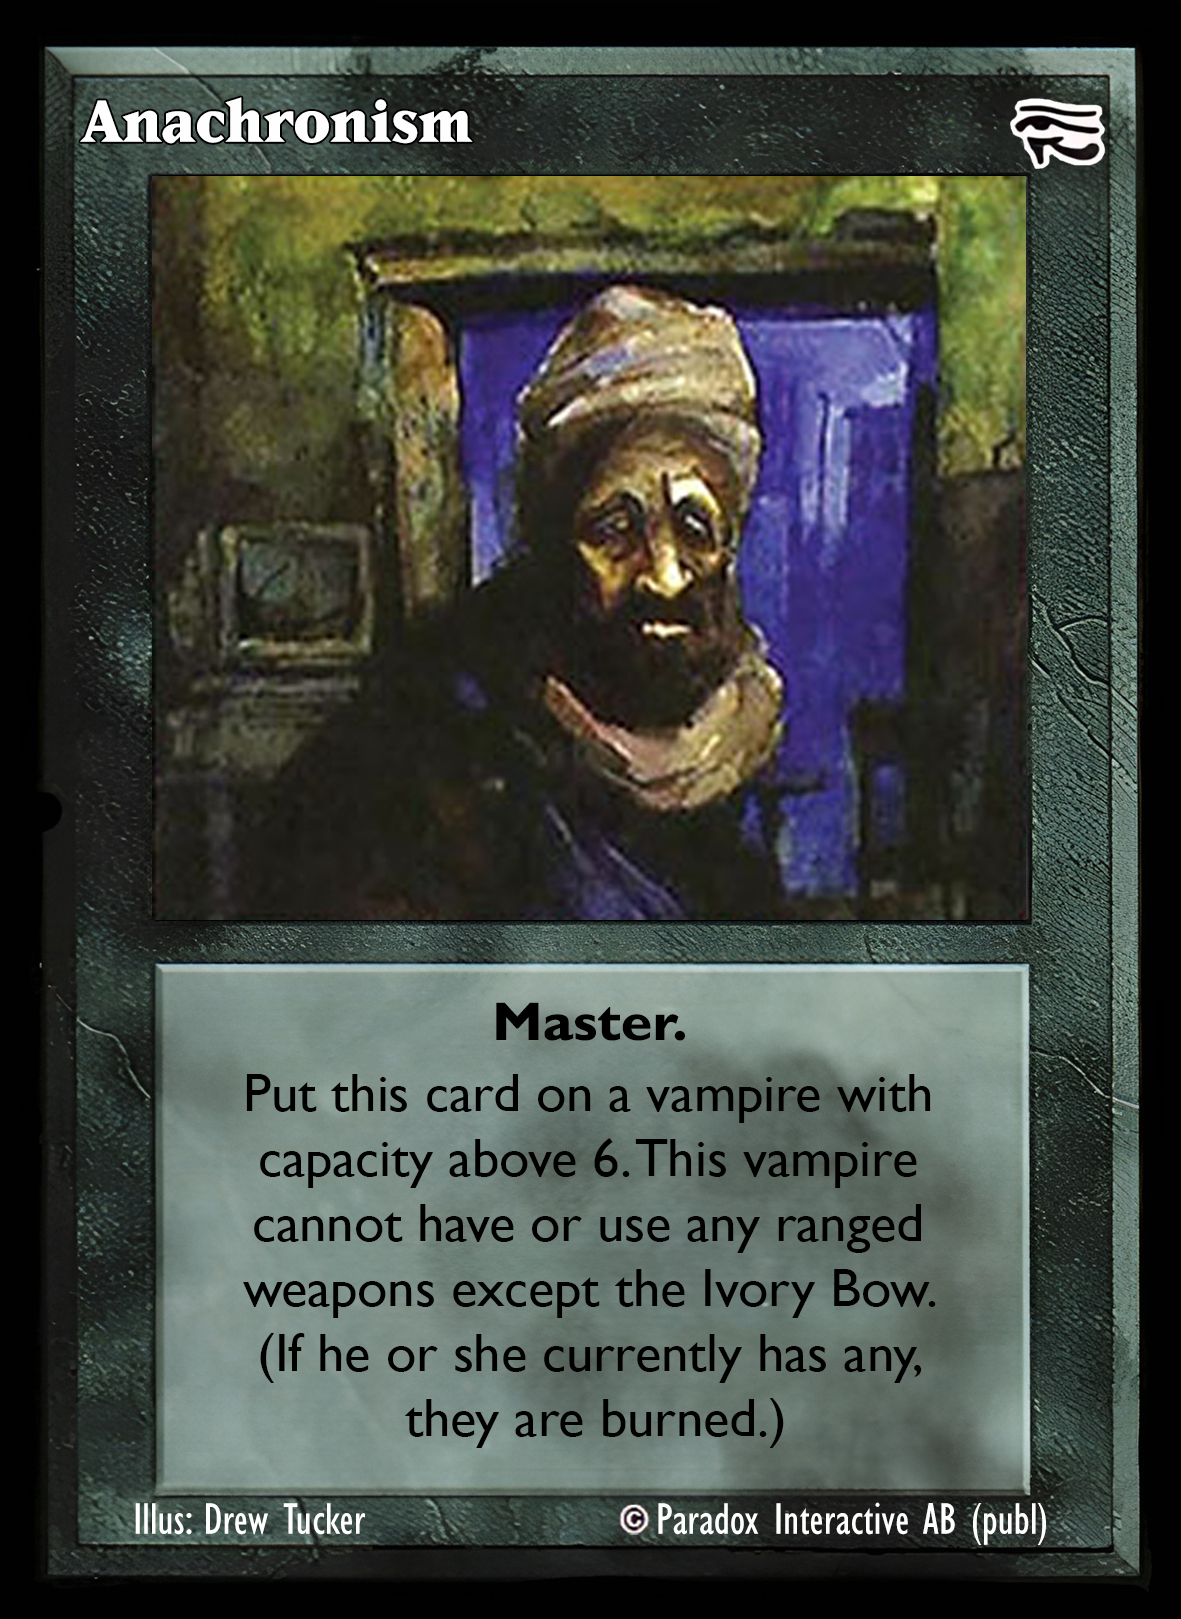 Anachronism
Master.
Put this card on a vampire with
capacity above 6. This vampire
cannot have or use any ranged
weapons except the Ivory Bow.
(If he or she currently has any,
they are burned.)
Illus: Drew Tucker
© Paradox Interactive AB (publ)